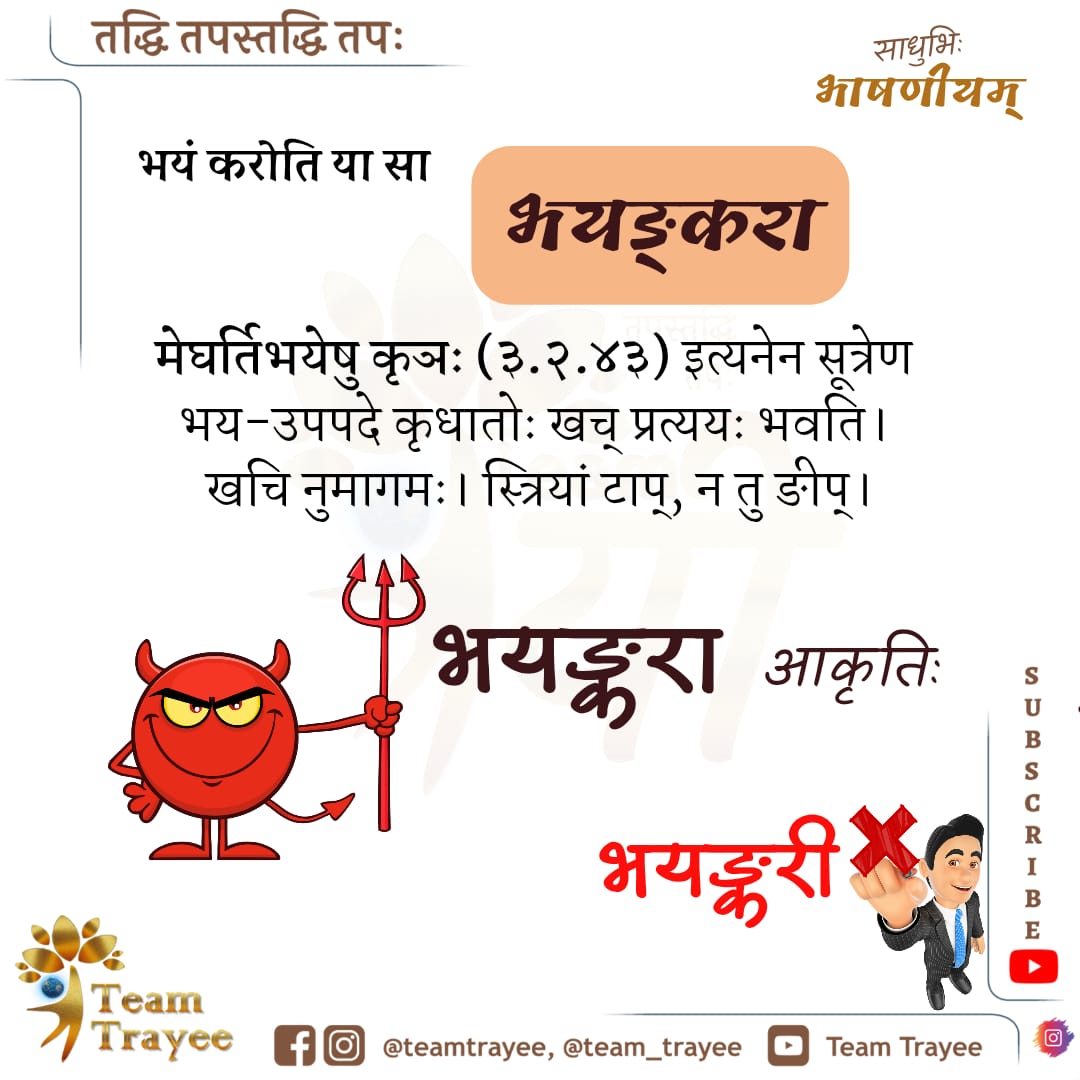 तद्धि तपस्तद्धि तपः
साधुभिः
भाषणीयम्
भयं करोति या सा
भयङ्करा
मेघर्तिभयेषु कृञः (३.२.४३) इत्यनेन सूत्रेण
भय-उपपदे कृधातोः खच् प्रत्ययः भवति।
खचि नुमागमः। स्त्रियां टाप्, न तु ङीप्।
भयङ्करा आकृतिः
भयङ्करी
SUBSCRIBE
Team
Trayee
@teamtrayee, @team_trayee
Team Trayee